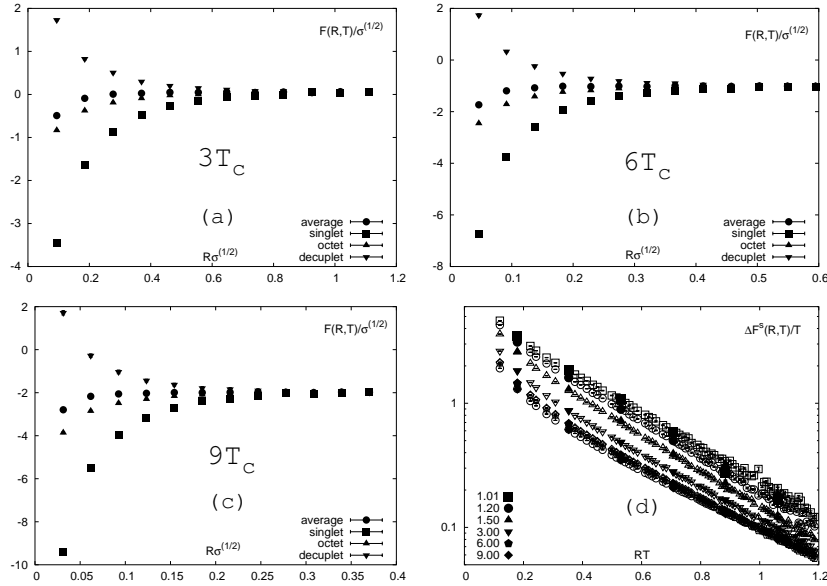 F(R,T)/σ^(1/2)
2
1
0
-1
-2
-3
-4
3T_c
(a)
average
singlet
octet
decuplet
Rσ^(1/2)
0 0.2 0.4 0.6 0.8 1 1.2
F(R,T)/σ^(1/2)
2
0
-2
-4
-6
-8
6T_c
(b)
average
singlet
octet
decuplet
Rσ^(1/2)
0 0.1 0.2 0.3 0.4 0.5 0.6
F(R,T)/σ^(1/2)
2
0
-2
-4
-6
-8
-10
9T_c
(c)
average
singlet
octet
decuplet
Rσ^(1/2)
0 0.05 0.1 0.15 0.2 0.25 0.3 0.35 0.4
ΔF^s(R,T)/T
1
0.1
(d)
1.01
1.20
1.50
3.00
6.00
9.00
RT
0 0.2 0.4 0.6 0.8 1 1.2